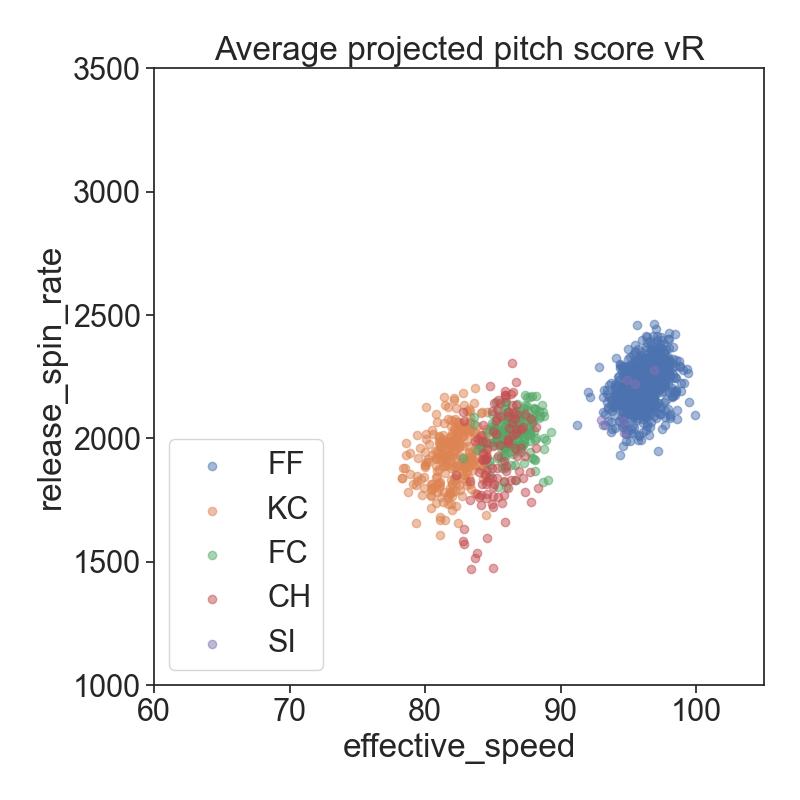 Average projected pitch score vR
3500
3000
2500
2000
1500
1000
release_spin_rate
FF
KC
FC
CH
SI
60 70 80 90 100
effective_speed